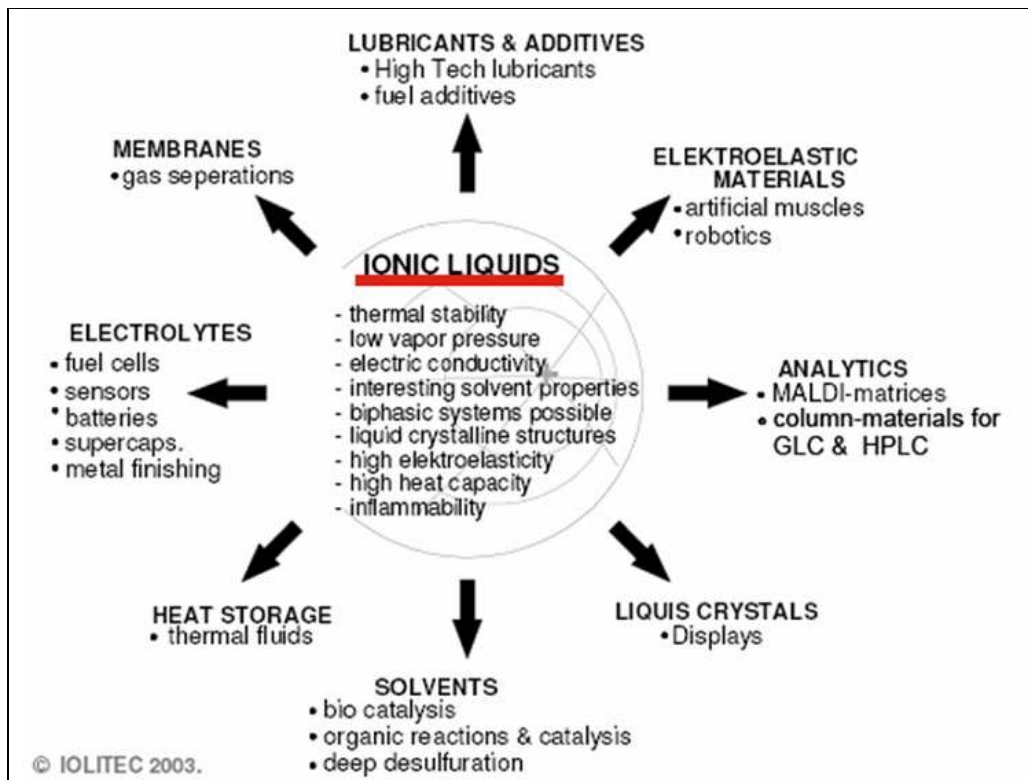 LUBRICANTS & ADDITIVES
• High Tech lubricants
• fuel additives
MEMBRANES
• gas seperations
ELEKTROELASTIC
MATERIALS
• artificial muscles
• robotics
IONIC LIQUIDS
- thermal stability
- low vapor pressure
- electric conductivity
- interesting solvent properties
- biphasic systems possible
- liquid crystalline structures
- high elektroelasticity
- high heat capacity
- inflammability
ELECTROLYTES
• fuel cells
• sensors
• batteries
• supercaps.
• metal finishing
ANALYTICS
• MALDI-matrices
• column-materials for
GLC & HPLC
HEAT STORAGE
• thermal fluids
LIQUIS CRYSTALS
• Displays
SOLVENTS
• bio catalysis
• organic reactions & catalysis
• deep desulfuration
© IOLITEC 2003.